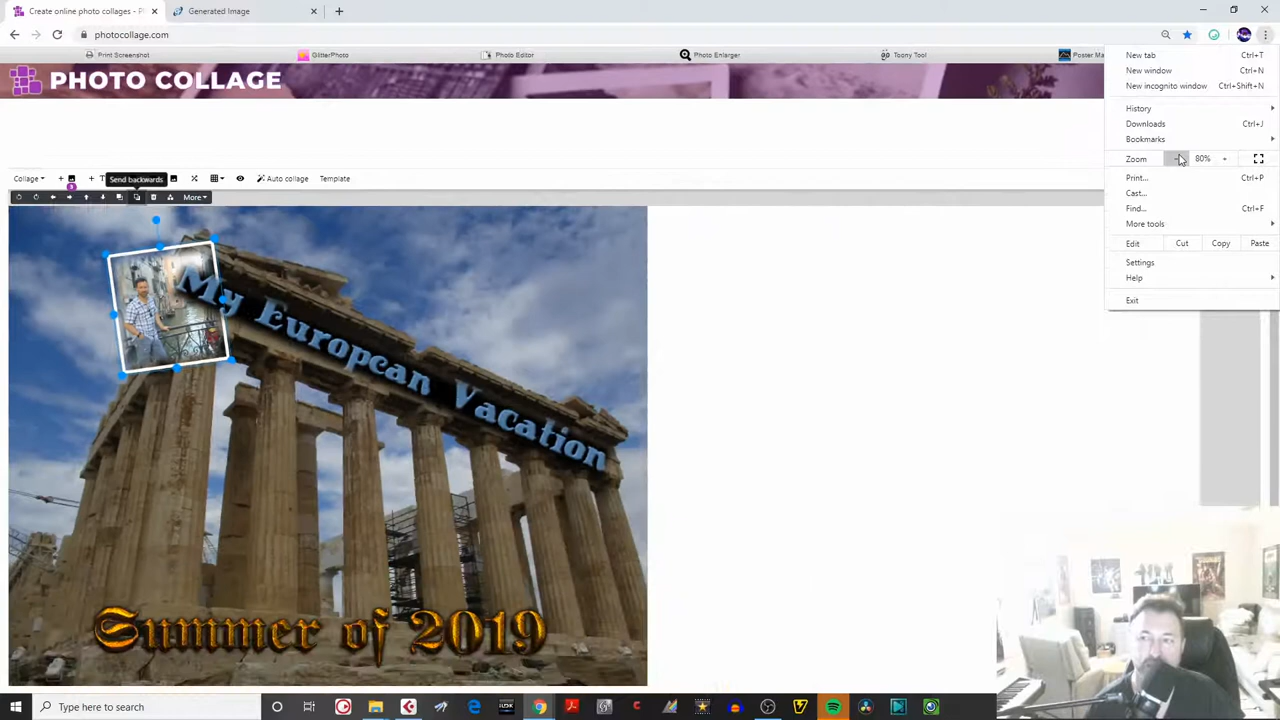 Create online photo collages - P
Generated Image
photocollage.com
Print Screenshot
GlitterPhoto
Photo Editor
Photo Enlarger
Toony Tool
Poster Ma
PHOTO COLLAGE
New tab Ctrl+T
New window Ctrl+N
New incognito window Ctrl+Shift+N
History
Downloads Ctrl+J
Bookmarks
Zoom 80% +
Print... Ctrl+P
Cast...
Find... Ctrl+F
More tools
Edit Cut Copy Paste
Settings
Help
Exit
Collage + 3 + T
Send backwards
Auto collage
Template
More
My European Vacation
Summer of 2019
Type here to search